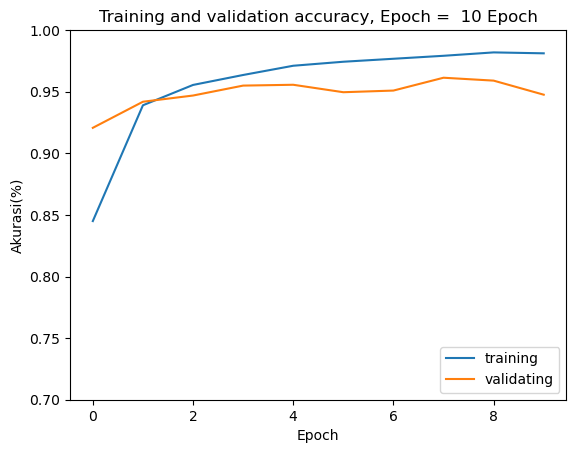 Training and validation accuracy, Epoch =  10 Epoch
1.00
0.95
0.90
0.85
0.80
0.75
0.70
Akurasi(%)
training
validating
0 2 4 6 8
Epoch